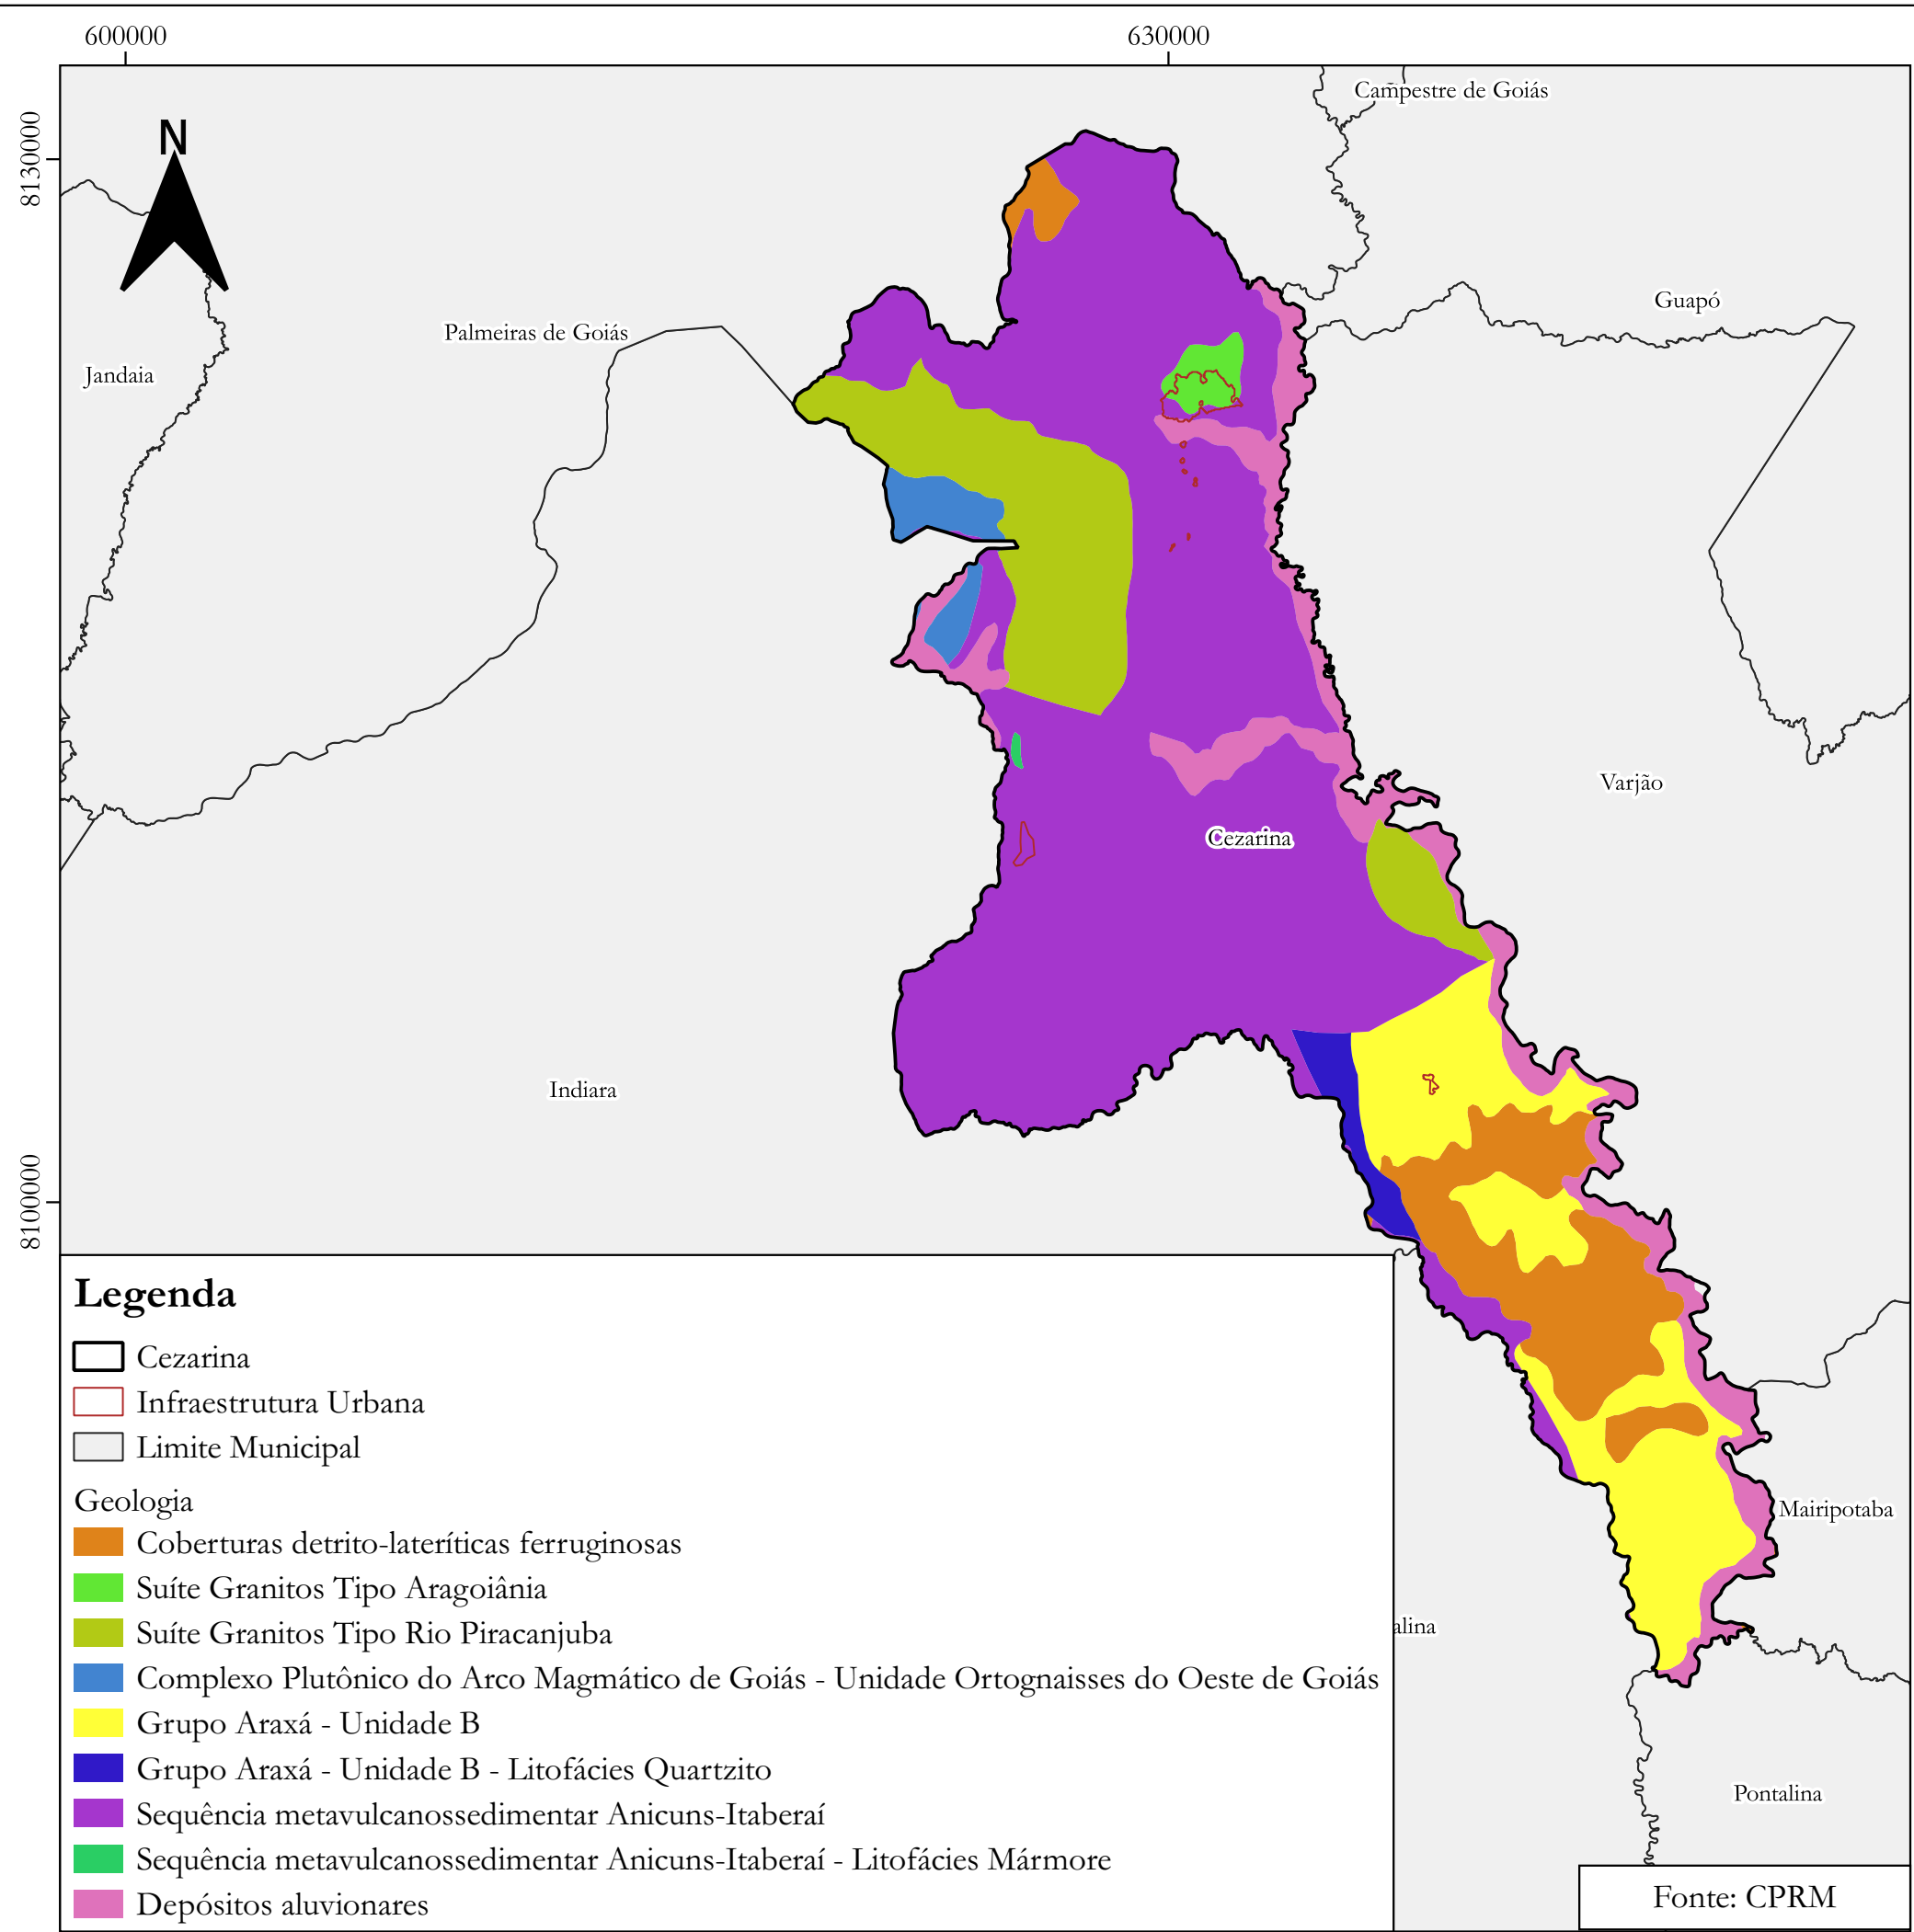 600000
630000
8130000
N
Campestre de Goiás
Guapó
Palmeiras de Goiás
Jandaia
Varjão
Cezarina
Indiara
8100000
Legenda
Cezarina
Infraestrutura Urbana
Limite Municipal
Geologia
Coberturas detrito-lateríticas ferruginosas
Suíte Granitos Tipo Aragoiânia
Suíte Granitos Tipo Rio Piracanjuba
Complexo Plutônico do Arco Magmático de Goiás - Unidade Ortognaisses do Oeste de Goiás
Grupo Araxá - Unidade B
Grupo Araxá - Unidade B - Litofácies Quartzito
Sequência metavulcanossedimentar Anicuns-Itaberaí
Sequência metavulcanossedimentar Anicuns-Itaberaí - Litofácies Mármore
Depósitos aluvionares
Mairipotaba
alina
Pontalina
Fonte: CPRM